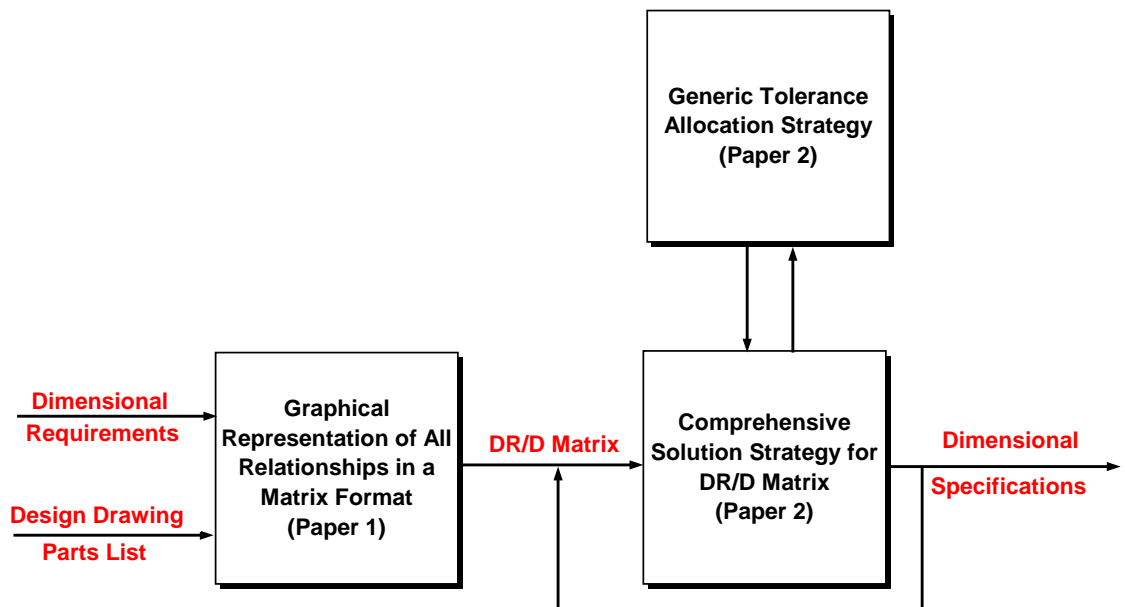 Generic Tolerance
Allocation Strategy
(Paper 2)
Dimensional
Requirements
Design Drawing
Parts List
Graphical
Representation of All
Relationships in a
Matrix Format
(Paper 1)
DR/D Matrix
Comprehensive
Solution Strategy for
DR/D Matrix
(Paper 2)
Dimensional
Specifications